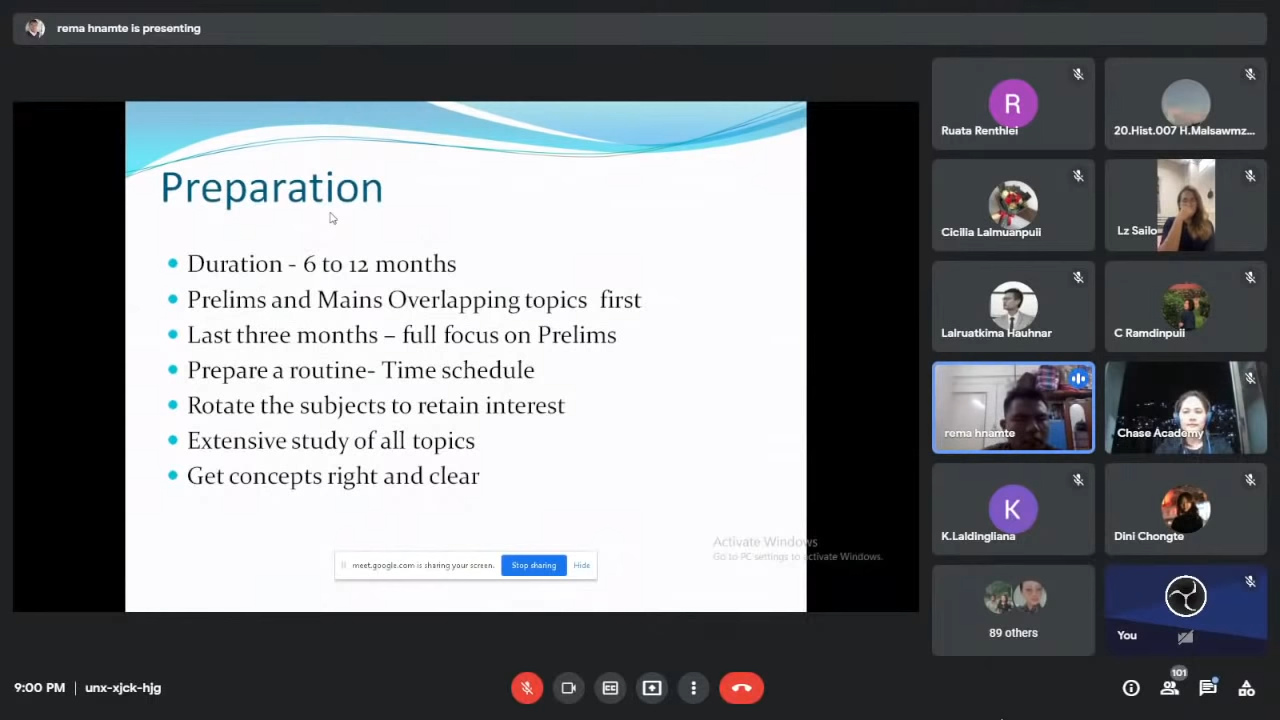 rema hnamte is presenting
Preparation
Duration - 6 to 12 months
Prelims and Mains Overlapping topics first
Last three months – full focus on Prelims
Prepare a routine- Time schedule
Rotate the subjects to retain interest
Extensive study of all topics
Get concepts right and clear
Activate Windows
Go to PC settings to activate Windows.
meet.google.com is sharing your screen.
Stop sharing
Hide
R
Ruata Renthlei
20.Hist.007 H.Malsawmz...
Cicilia Lalmuanpuii
Lz Sailo
Lalruatkima Hauhnar
C Ramdinpuii
rema hnamte
Chase Academy
K
K.Laldingliana
Dini Chongte
89 others
You
9:00 PM | unx-xjck-hjg
CC
101